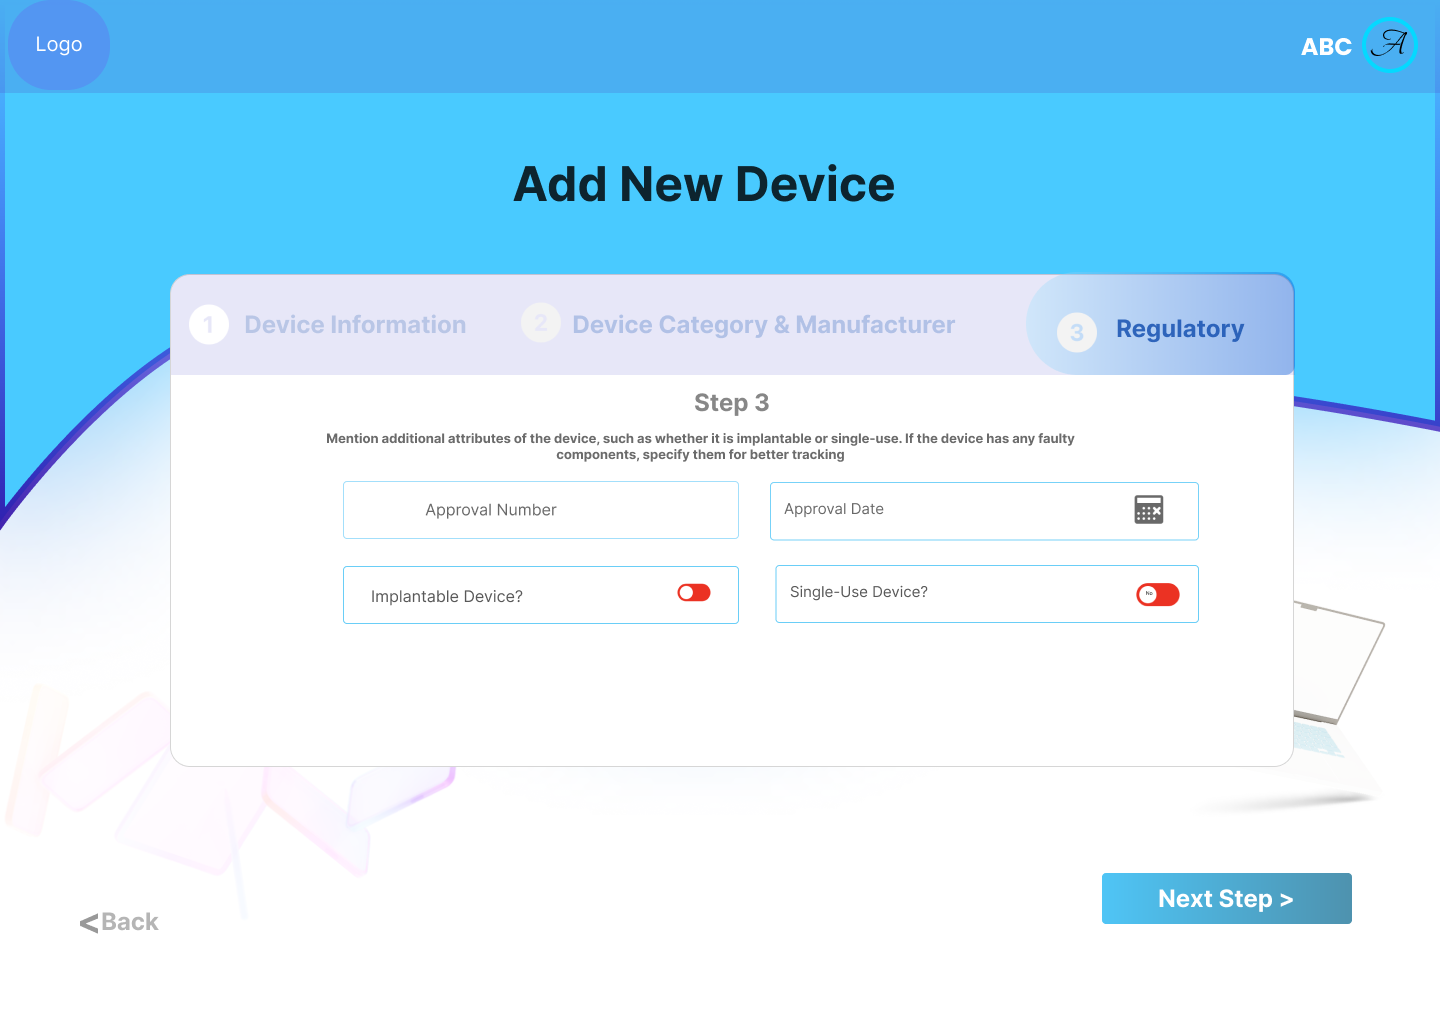 Logo
ABC
A
Add New Device
1 Device Information
2 Device Category & Manufacturer
3 Regulatory
Step 3
Mention additional attributes of the device, such as whether it is implantable or single-use. If the device has any faulty
components, specify them for better tracking
Approval Number
Approval Date
Implantable Device?
Single-Use Device?
No
Next Step >
<Back